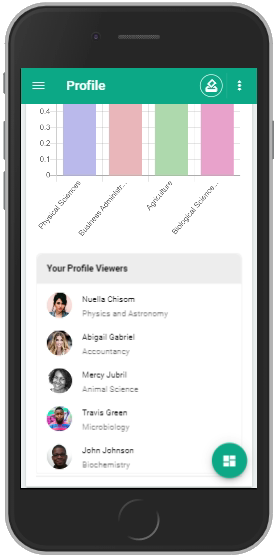 Profile
0.4
0.3
0.2
0.1
0
Physical Sciences
Business Administr...
Agriculture
Biological Science...
Your Profile Viewers
Nuella Chisom
Physics and Astronomy
Abigail Gabriel
Accountancy
Mercy Jubril
Animal Science
Travis Green
Microbiology
John Johnson
Biochemistry